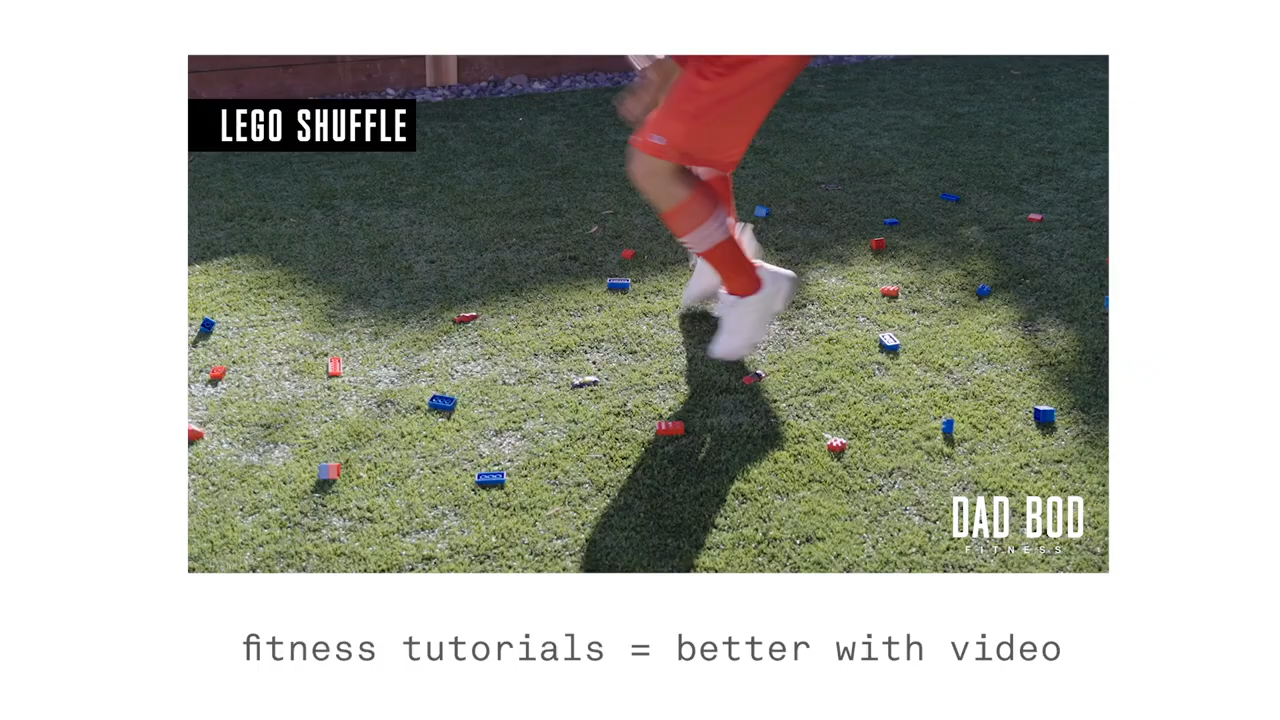 LEGO SHUFFLE
DAD BOD
FITNESS
fitness tutorials = better with video